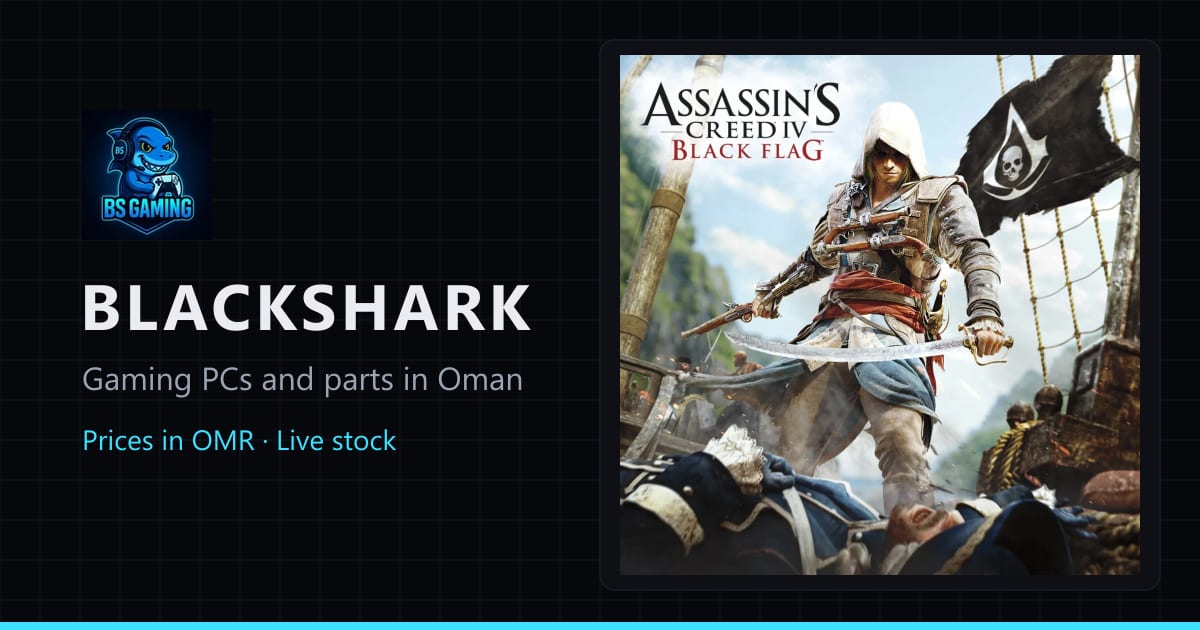 BS
BS GAMING
BLACKSHARK
Gaming PCs and parts in Oman
Prices in OMR · Live stock
ASSASSIN'S
CREED IV
BLACK FLAG